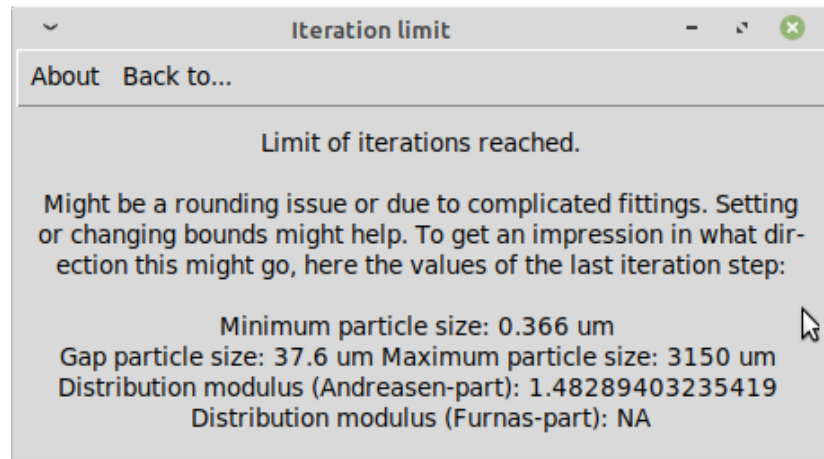 Iteration limit
About Back to...
Limit of iterations reached.
Might be a rounding issue or due to complicated fittings. Setting
or changing bounds might help. To get an impression in what dir-
ection this might go, here the values of the last iteration step:
Minimum particle size: 0.366 um
Gap particle size: 37.6 um Maximum particle size: 3150 um
Distribution modulus (Andreasen-part): 1.48289403235419
Distribution modulus (Furnas-part): NA